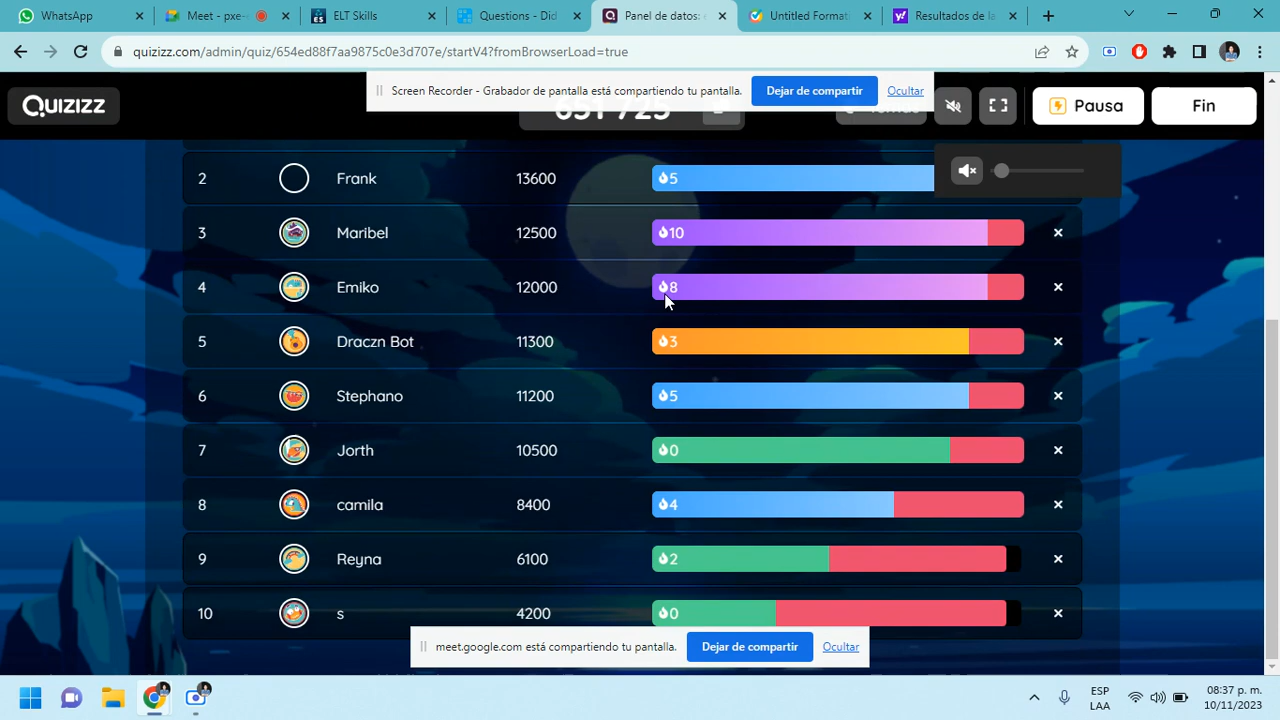 WhatsApp
Meet - pxe-
ELT Skills
Questions - Did
Panel de datos:
Untitled Format
Resultados de la
quizizz.com/admin/quiz/654ed88f7aa9875c0e3d707e/startV4?fromBrowserLoad=true
Screen Recorder - Grabador de pantalla está compartiendo tu pantalla.
Dejar de compartir
Ocultar
QUIZIZZ
651 725
Pausa
Fin
2 Frank 13600 5
3 Maribel 12500 10
4 Emiko 12000 8
5 Draczn Bot 11300 3
6 Stephano 11200 5
7 Jorth 10500 0
8 camila 8400 4
9 Reyna 6100 2
10 s 4200 0
meet.google.com está compartiendo tu pantalla.
Dejar de compartir
Ocultar
ESP
LAA
08:37 p. m.
10/11/2023